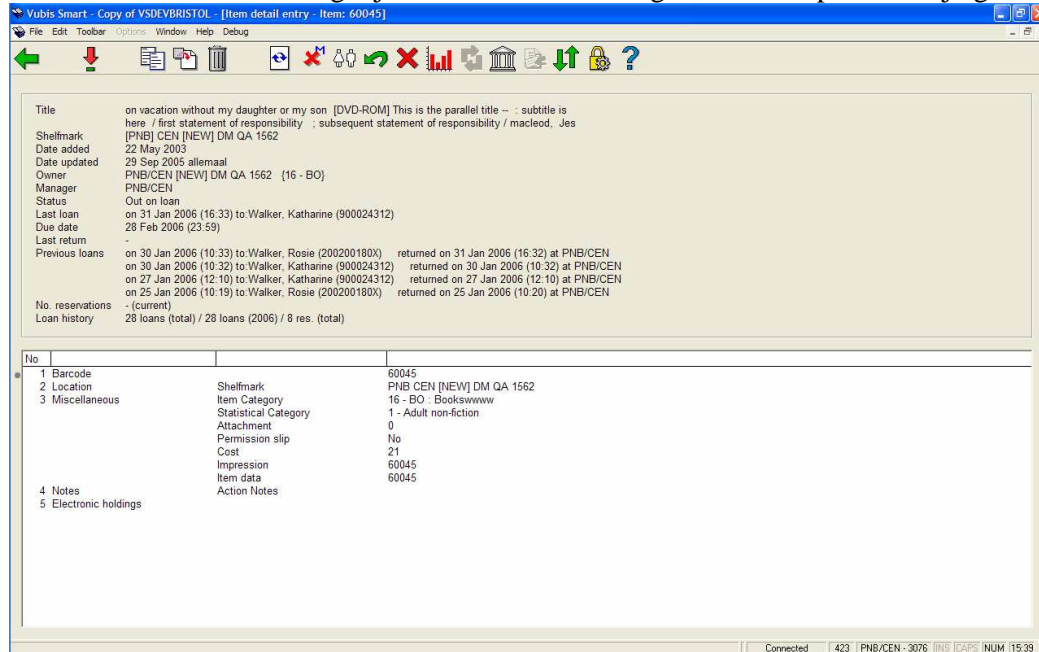 Vubis Smart - Copy of VSDEVBRISTOL - [Item detail entry - Item: 60045]
File Edit Toolbar Options Window Help Debug
Title on vacation without my daughter or my son [DVD-ROM] This is the parallel title -- : subtitle is
here / first statement of responsibility ; subsequent statement of responsibility / macleod, Jes
Shelfmark [PNB] CEN [NEW] DM QA 1562
Date added 22 May 2003
Date updated 29 Sep 2005 allemaal
Owner PNB/CEN [NEW] DM QA 1562 {16 - BO}
Manager PNB/CEN
Status Out on loan
Last loan on 31 Jan 2006 (16:33) to:Walker, Katharine (900024312)
Due date 28 Feb 2006 (23:59)
Last return -
Previous loans on 30 Jan 2006 (10:33) to:Walker, Rosie (200200180X) returned on 31 Jan 2006 (16:32) at PNB/CEN
on 30 Jan 2006 (10:32) to:Walker, Katharine (900024312) returned on 30 Jan 2006 (10:32) at PNB/CEN
on 27 Jan 2006 (12:10) to:Walker, Katharine (900024312) returned on 27 Jan 2006 (12:10) at PNB/CEN
on 25 Jan 2006 (10:19) to:Walker, Rosie (200200180X) returned on 25 Jan 2006 (10:20) at PNB/CEN
No. reservations - (current)
Loan history 28 loans (total) / 28 loans (2006) / 8 res. (total)
No
1 Barcode 60045
2 Location Shelfmark PNB CEN [NEW] DM QA 1562
3 Miscellaneous Item Category 16 - BO : Bookswwww
Statistical Category 1 - Adult non-fiction
Attachment 0
Permission slip No
Cost 21
Impression 60045
Item data 60045
4 Notes Action Notes
5 Electronic holdings
Connected 423 PNB/CEN - 3076 INS CAPS NUM 15:39